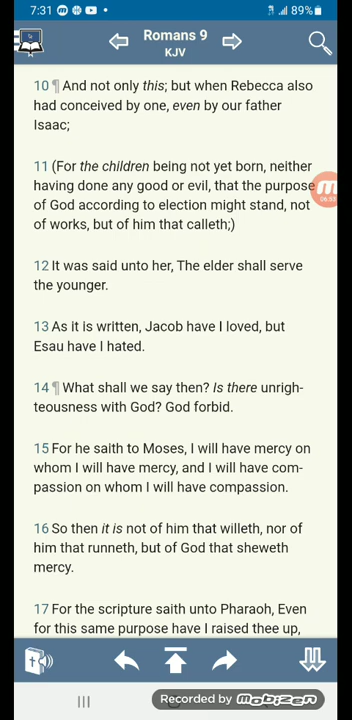 7:31
89%
Romans 9
KJV
10 ¶ And not only this; but when Rebecca also
had conceived by one, even by our father
Isaac;
11 (For the children being not yet born, neither
having done any good or evil, that the purpose
of God according to election might stand, not
of works, but of him that calleth;)
12 It was said unto her, The elder shall serve
the younger.
13 As it is written, Jacob have I loved, but
Esau have I hated.
14 ¶ What shall we say then? Is there unrigh-
teousness with God? God forbid.
15 For he saith to Moses, I will have mercy on
whom I will have mercy, and I will have com-
passion on whom I will have compassion.
16 So then it is not of him that willeth, nor of
him that runneth, but of God that sheweth
mercy.
17 For the scripture saith unto Pharaoh, Even
for this same purpose have I raised thee up,
Recorded by mobizen